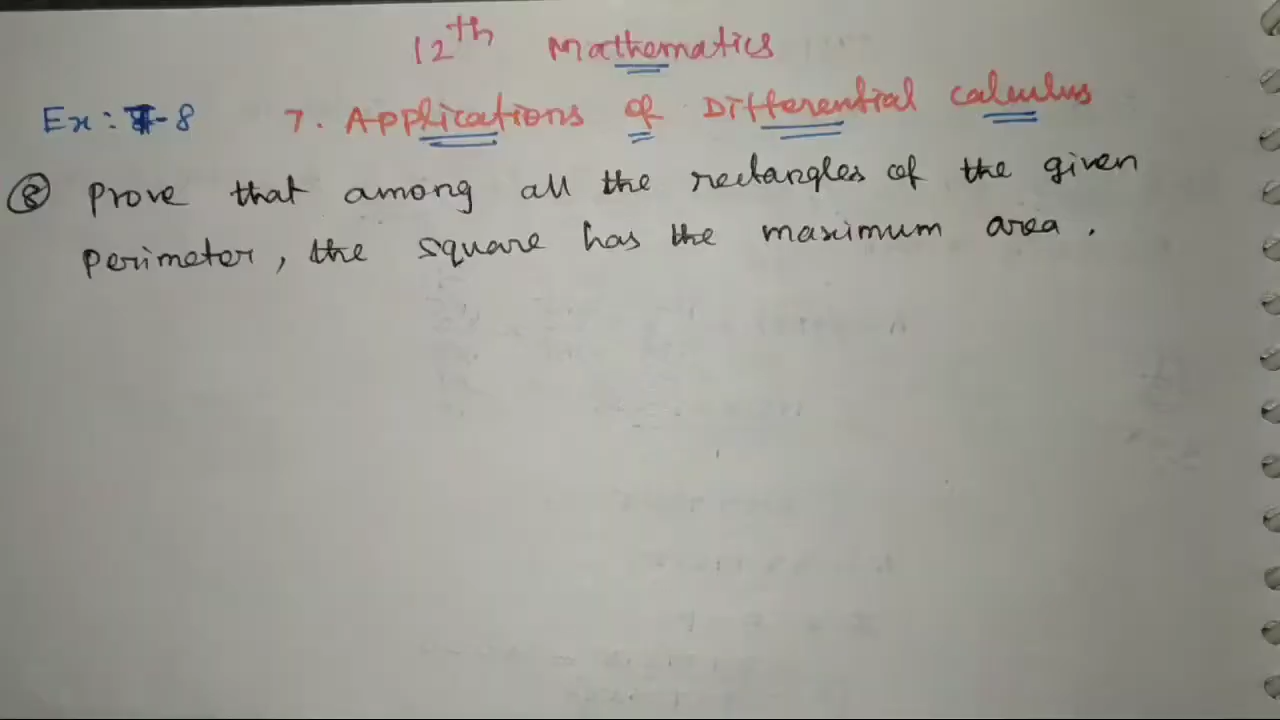 12th Mathematics
Ex: 7-8 7. Applications of Differential calculus
⑧ Prove that among all the rectangles of the given
perimeter, the square has the maximum area.